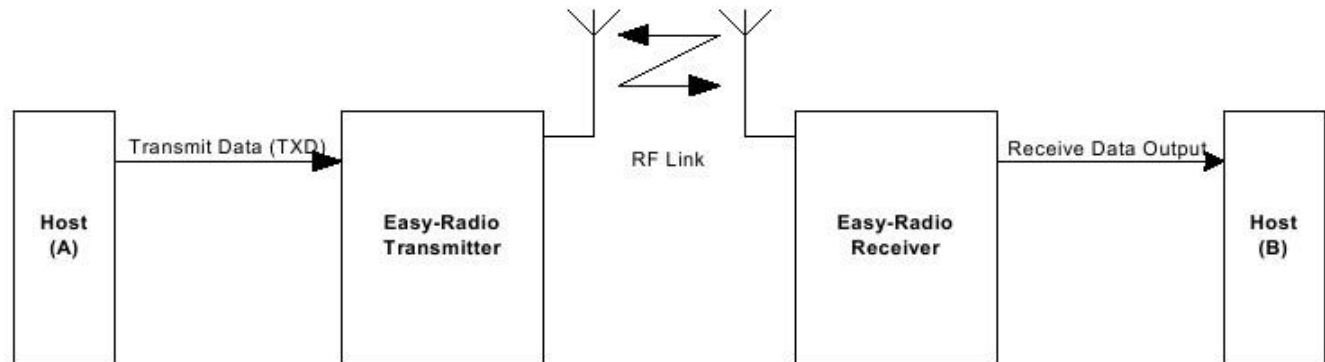 Transmit Data (TXD)
RF Link
Receive Data Output
Host
(A)
Easy-Radio
Transmitter
Easy-Radio
Receiver
Host
(B)